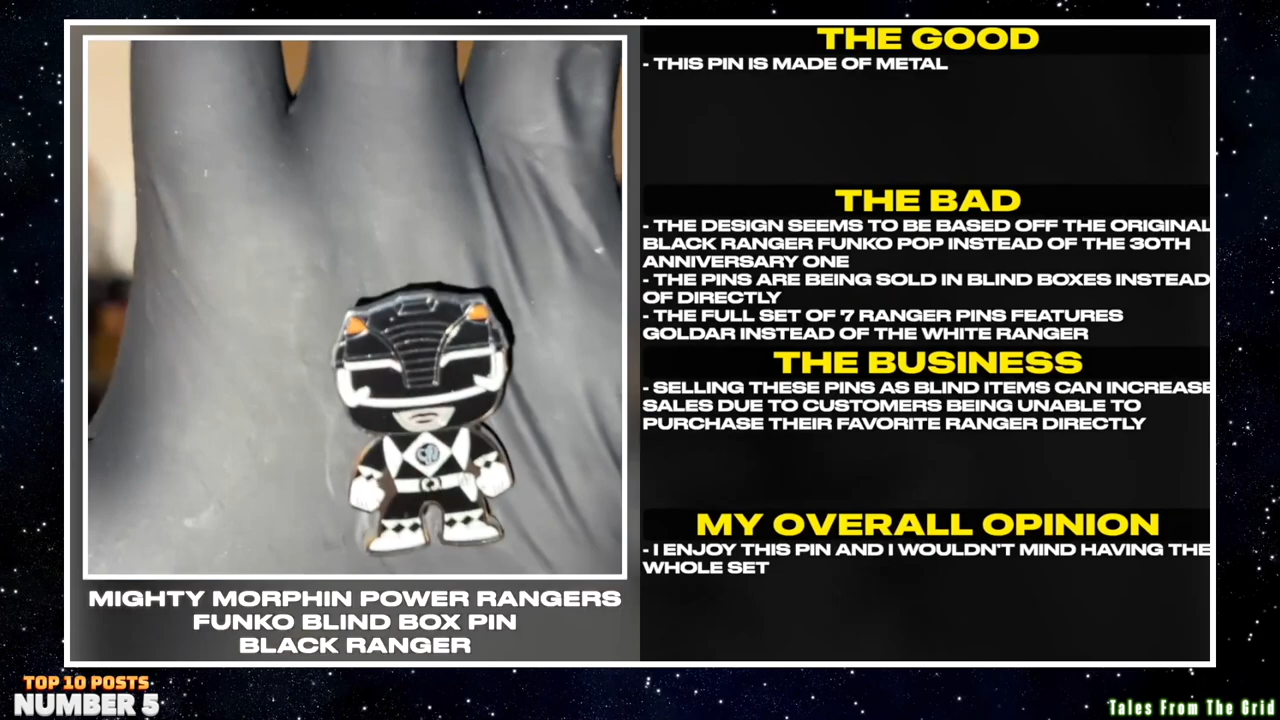 THE GOOD
- THIS PIN IS MADE OF METAL
THE BAD
- THE DESIGN SEEMS TO BE BASED OFF THE ORIGINAL
BLACK RANGER FUNKO POP INSTEAD OF THE 30TH
ANNIVERSARY ONE
- THE PINS ARE BEING SOLD IN BLIND BOXES INSTEAD
OF DIRECTLY
- THE FULL SET OF 7 RANGER PINS FEATURES
GOLDAR INSTEAD OF THE WHITE RANGER
THE BUSINESS
- SELLING THESE PINS AS BLIND ITEMS CAN INCREASE
SALES DUE TO CUSTOMERS BEING UNABLE TO
PURCHASE THEIR FAVORITE RANGER DIRECTLY
MY OVERALL OPINION
- I ENJOY THIS PIN AND I WOULDN'T MIND HAVING THE
WHOLE SET
MIGHTY MORPHIN POWER RANGERS
FUNKO BLIND BOX PIN
BLACK RANGER
TOP 10 POSTS
NUMBER 5
Tales From The Grid